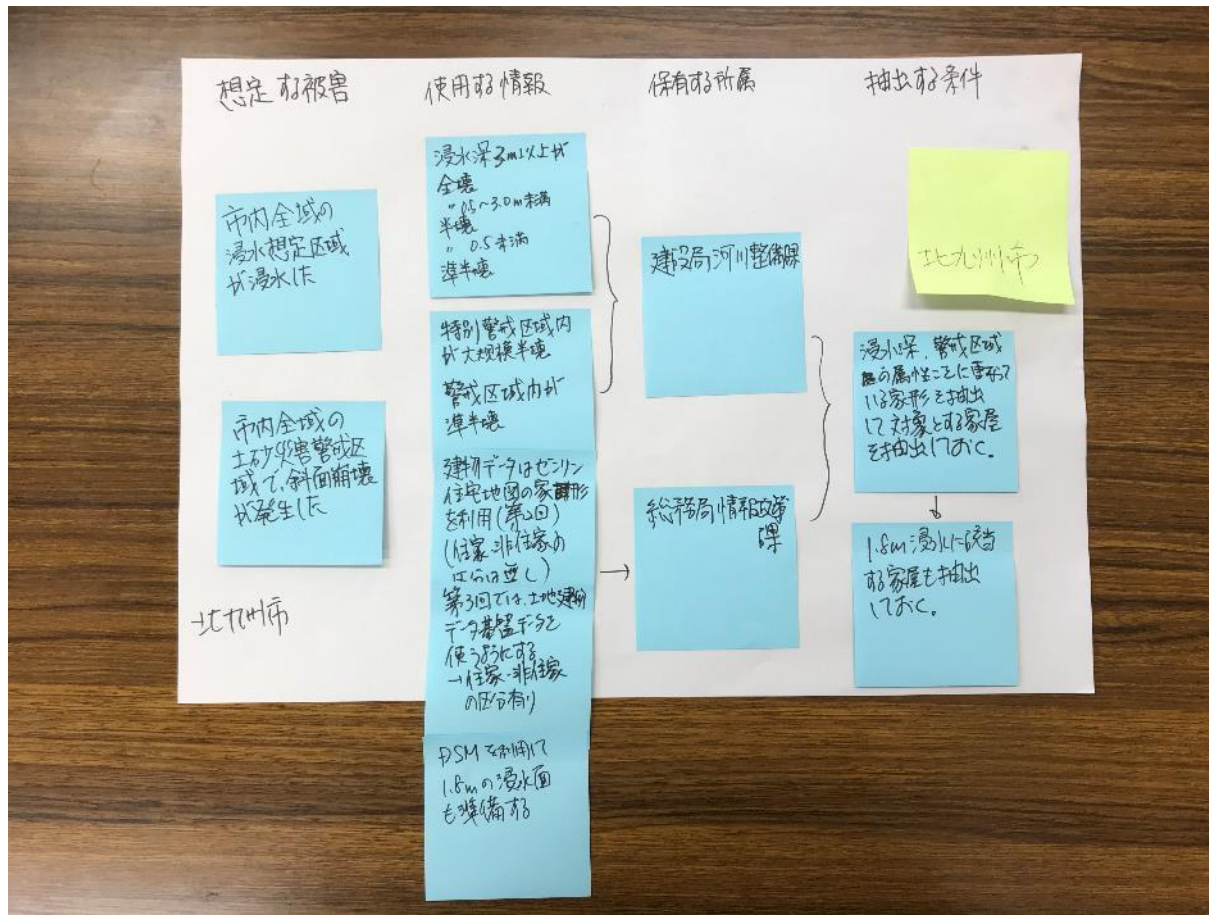 想定する被害
使用する情報
保有する所属
抽出する条件
市内全域の
浸水想定区域
が浸水した
市内全域の
土砂災害警戒区
域で、斜面崩壊
が発生した
北九州市
浸水深3m以上が
全壊
〃 0.5~3.0m未満
半壊
〃 0.5未満
準半壊
特別警戒区域内
が大規模半壊
警戒区域内が
準半壊
建物データはゼンリン
住宅地図の家形
を利用(第2回)
(住家・非住家の
区分は無し)
第3回では、土地建物
データ基盤データを
使うようにする
→住家・非住家
の区分有り
DSMを利用して
1.8mの浸水面
も準備する
建設局河川整備課
総務局情報政策
課
北九州市
浸水深、警戒区域
の属性ごとに重なって
いる家形を抽出
して対象とする家屋
を抽出しておく。
1.8m浸水に該当
する家屋も抽出
しておく。